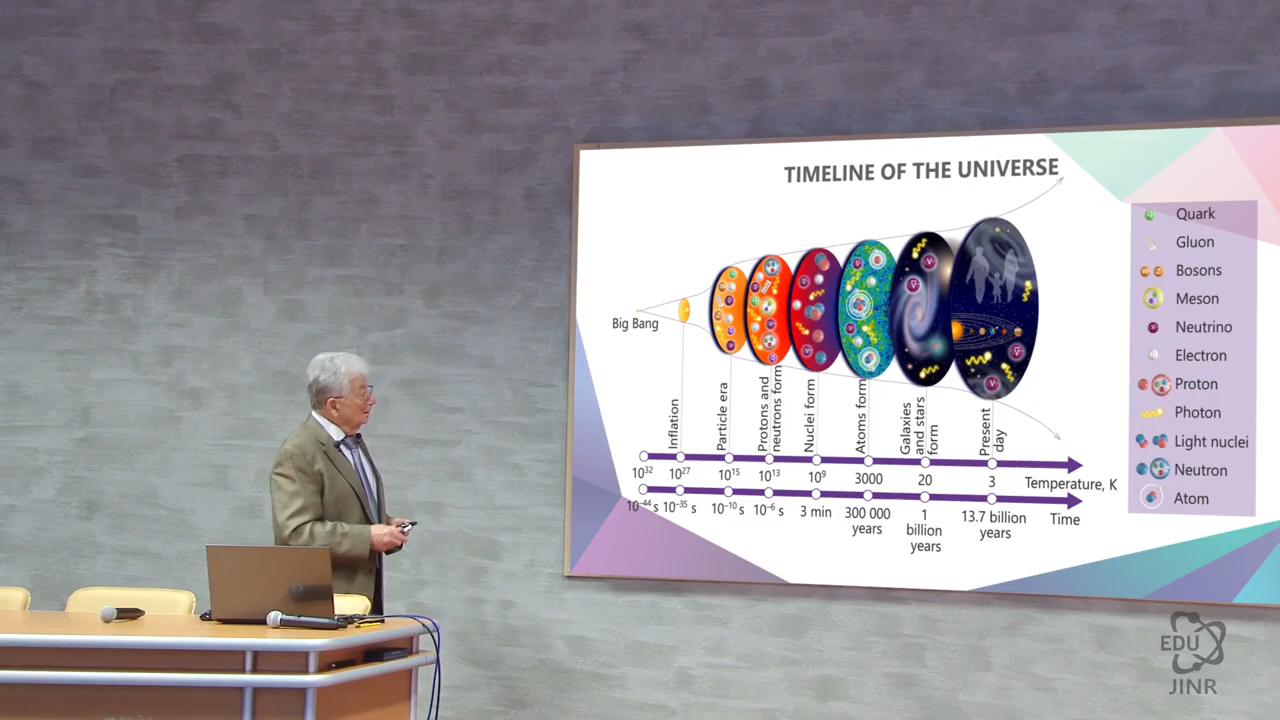 TIMELINE OF THE UNIVERSE
Big Bang
Inflation
Particle era
Protons and
neutrons form
Nuclei form
Atoms form
Galaxies
and stars
form
Present
day
10³² 10²⁷ 10¹⁵ 10¹³ 10⁹ 3000 20 3 Temperature, K
10⁻⁴⁴ s 10⁻³⁵ s 10⁻¹⁰ s 10⁻⁶ s 3 min 300 000 years 1 billion years 13.7 billion years Time
Quark
Gluon
Bosons
Meson
Neutrino
Electron
Proton
Photon
Light nuclei
Neutron
Atom
EDU
JINR